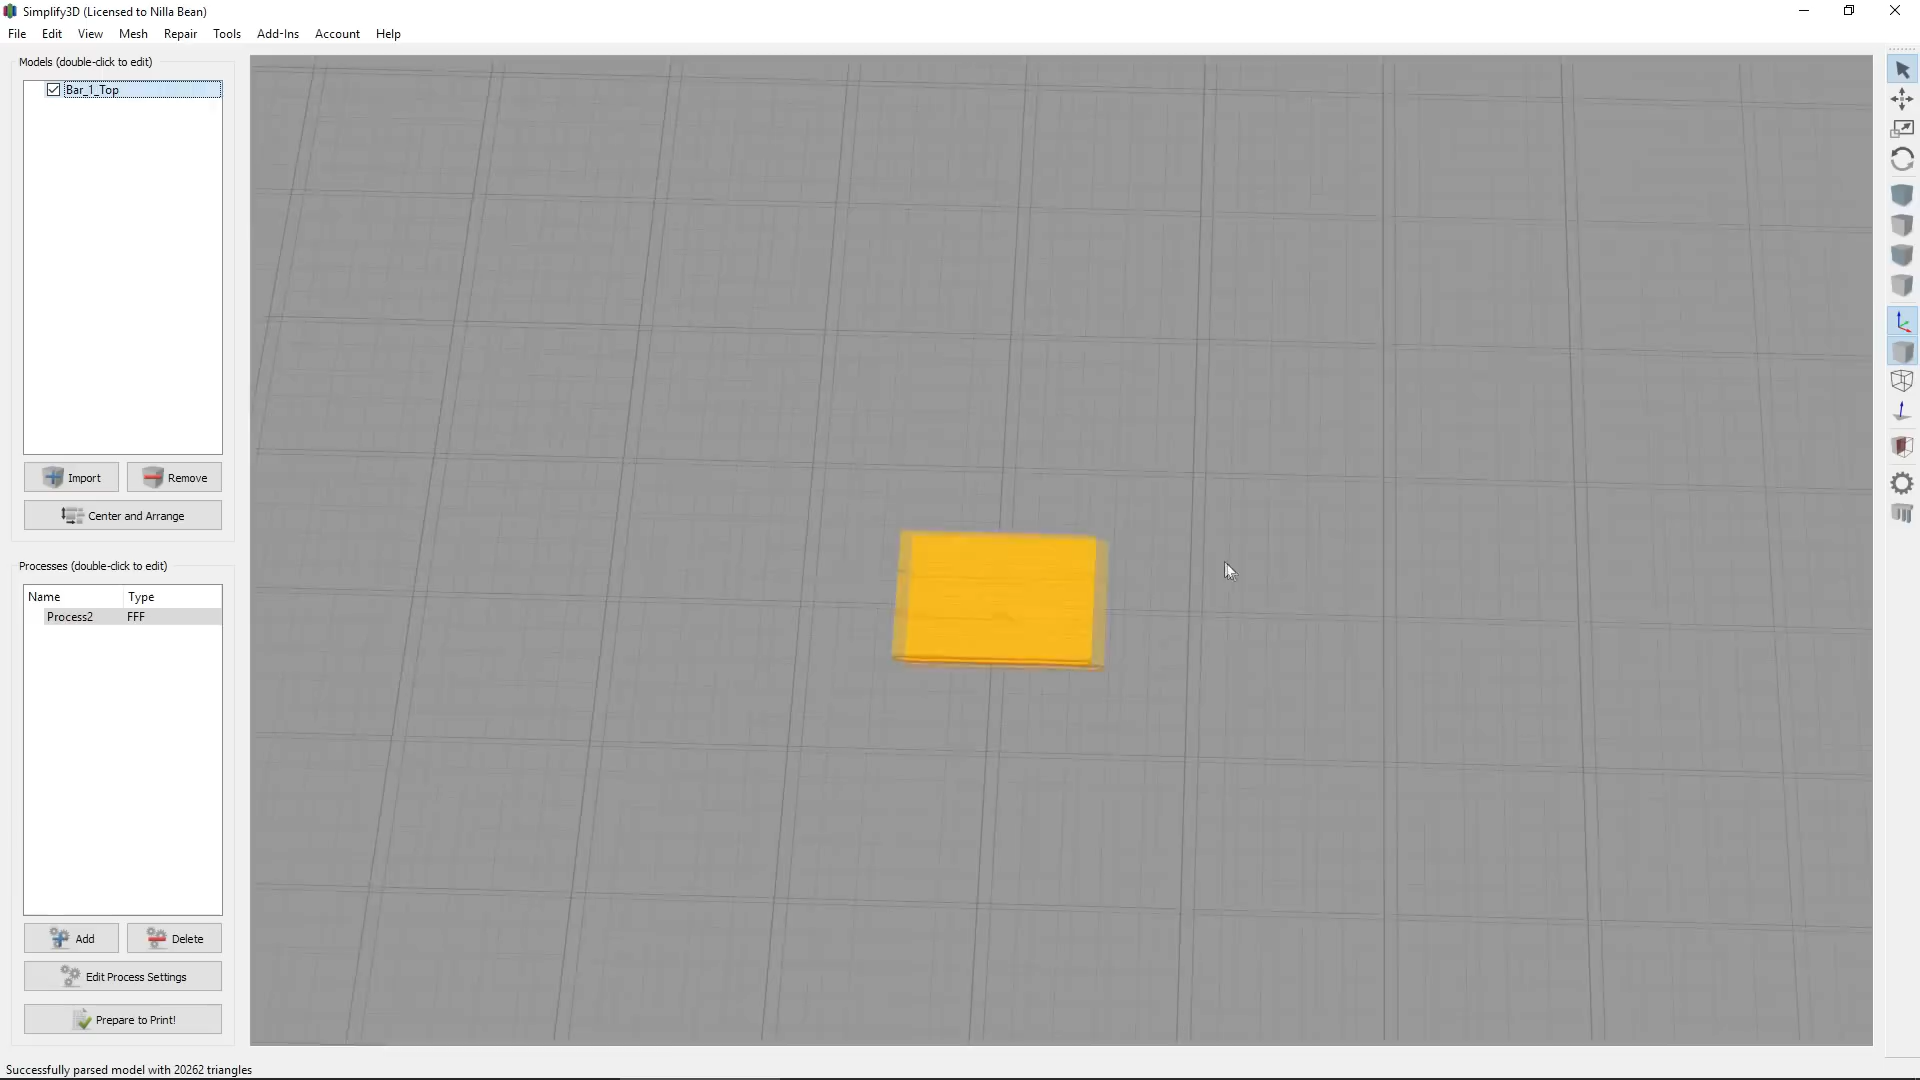 Simplify3D (Licensed to Nilla Bean)
File Edit View Mesh Repair Tools Add-Ins Account Help
Models (double-click to edit)
Bar_1_Top
Import Remove
Center and Arrange
Processes (double-click to edit)
Name Type
Process2 FFF
Add Delete
Edit Process Settings
Prepare to Print!
Successfully parsed model with 20262 triangles